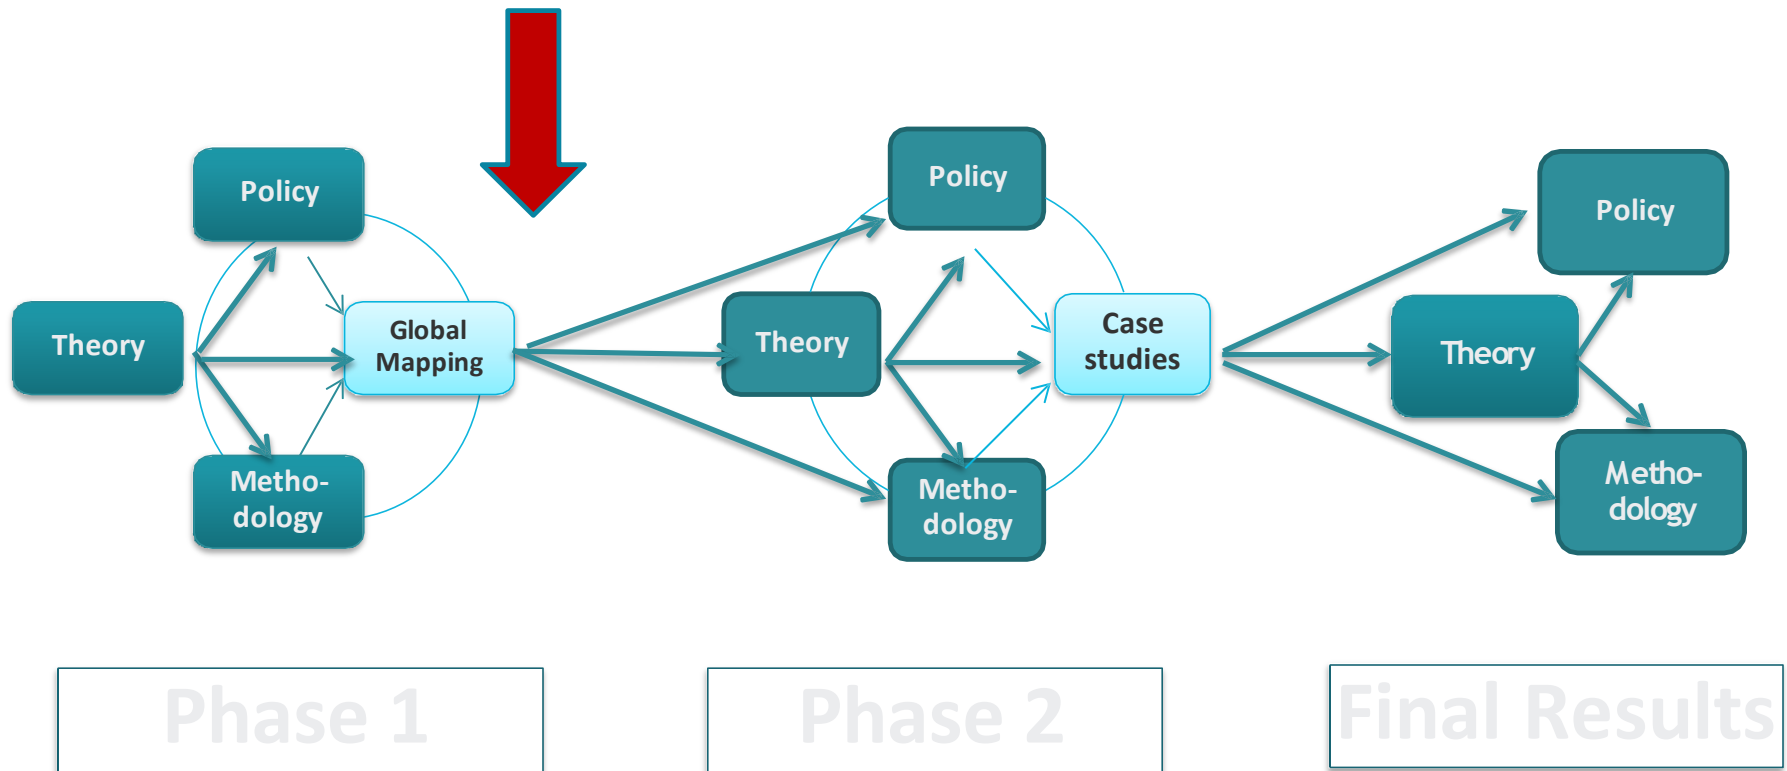 Policy
Theory
Global
Mapping
Metho-
dology
Policy
Theory
Case
studies
Metho-
dology
Policy
Theory
Metho-
dology
Phase 1
Phase 2
Final Results